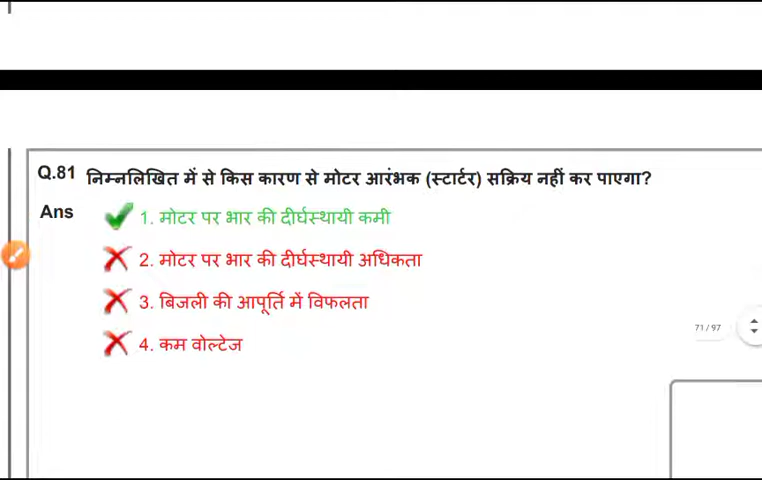 Q.81 निम्नलिखित में से किस कारण से मोटर आरंभक (स्टार्टर) सक्रिय नहीं कर पाएगा?
Ans 1. मोटर पर भार की दीर्घस्थायी कमी
2. मोटर पर भार की दीर्घस्थायी अधिकता
3. बिजली की आपूर्ति में विफलता
4. कम वोल्टेज
71 / 97